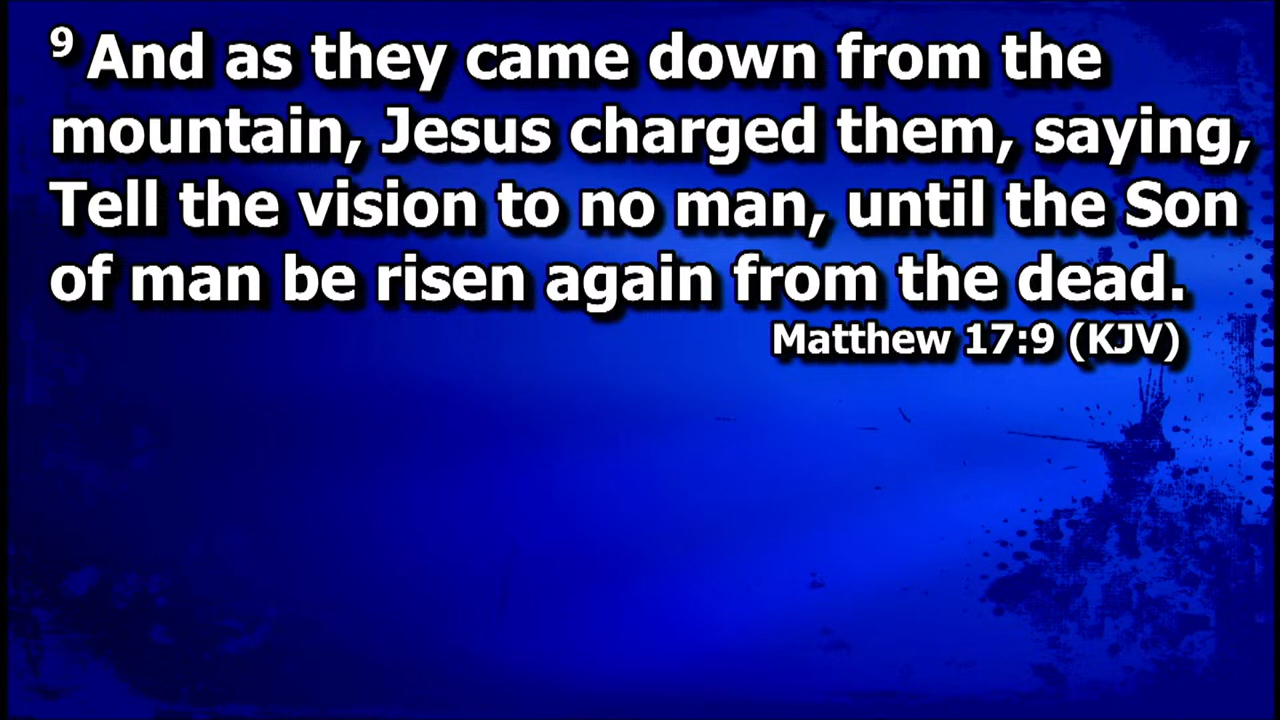 ⁹ And as they came down from the
mountain, Jesus charged them, saying,
Tell the vision to no man, until the Son
of man be risen again from the dead.
Matthew 17:9 (KJV)